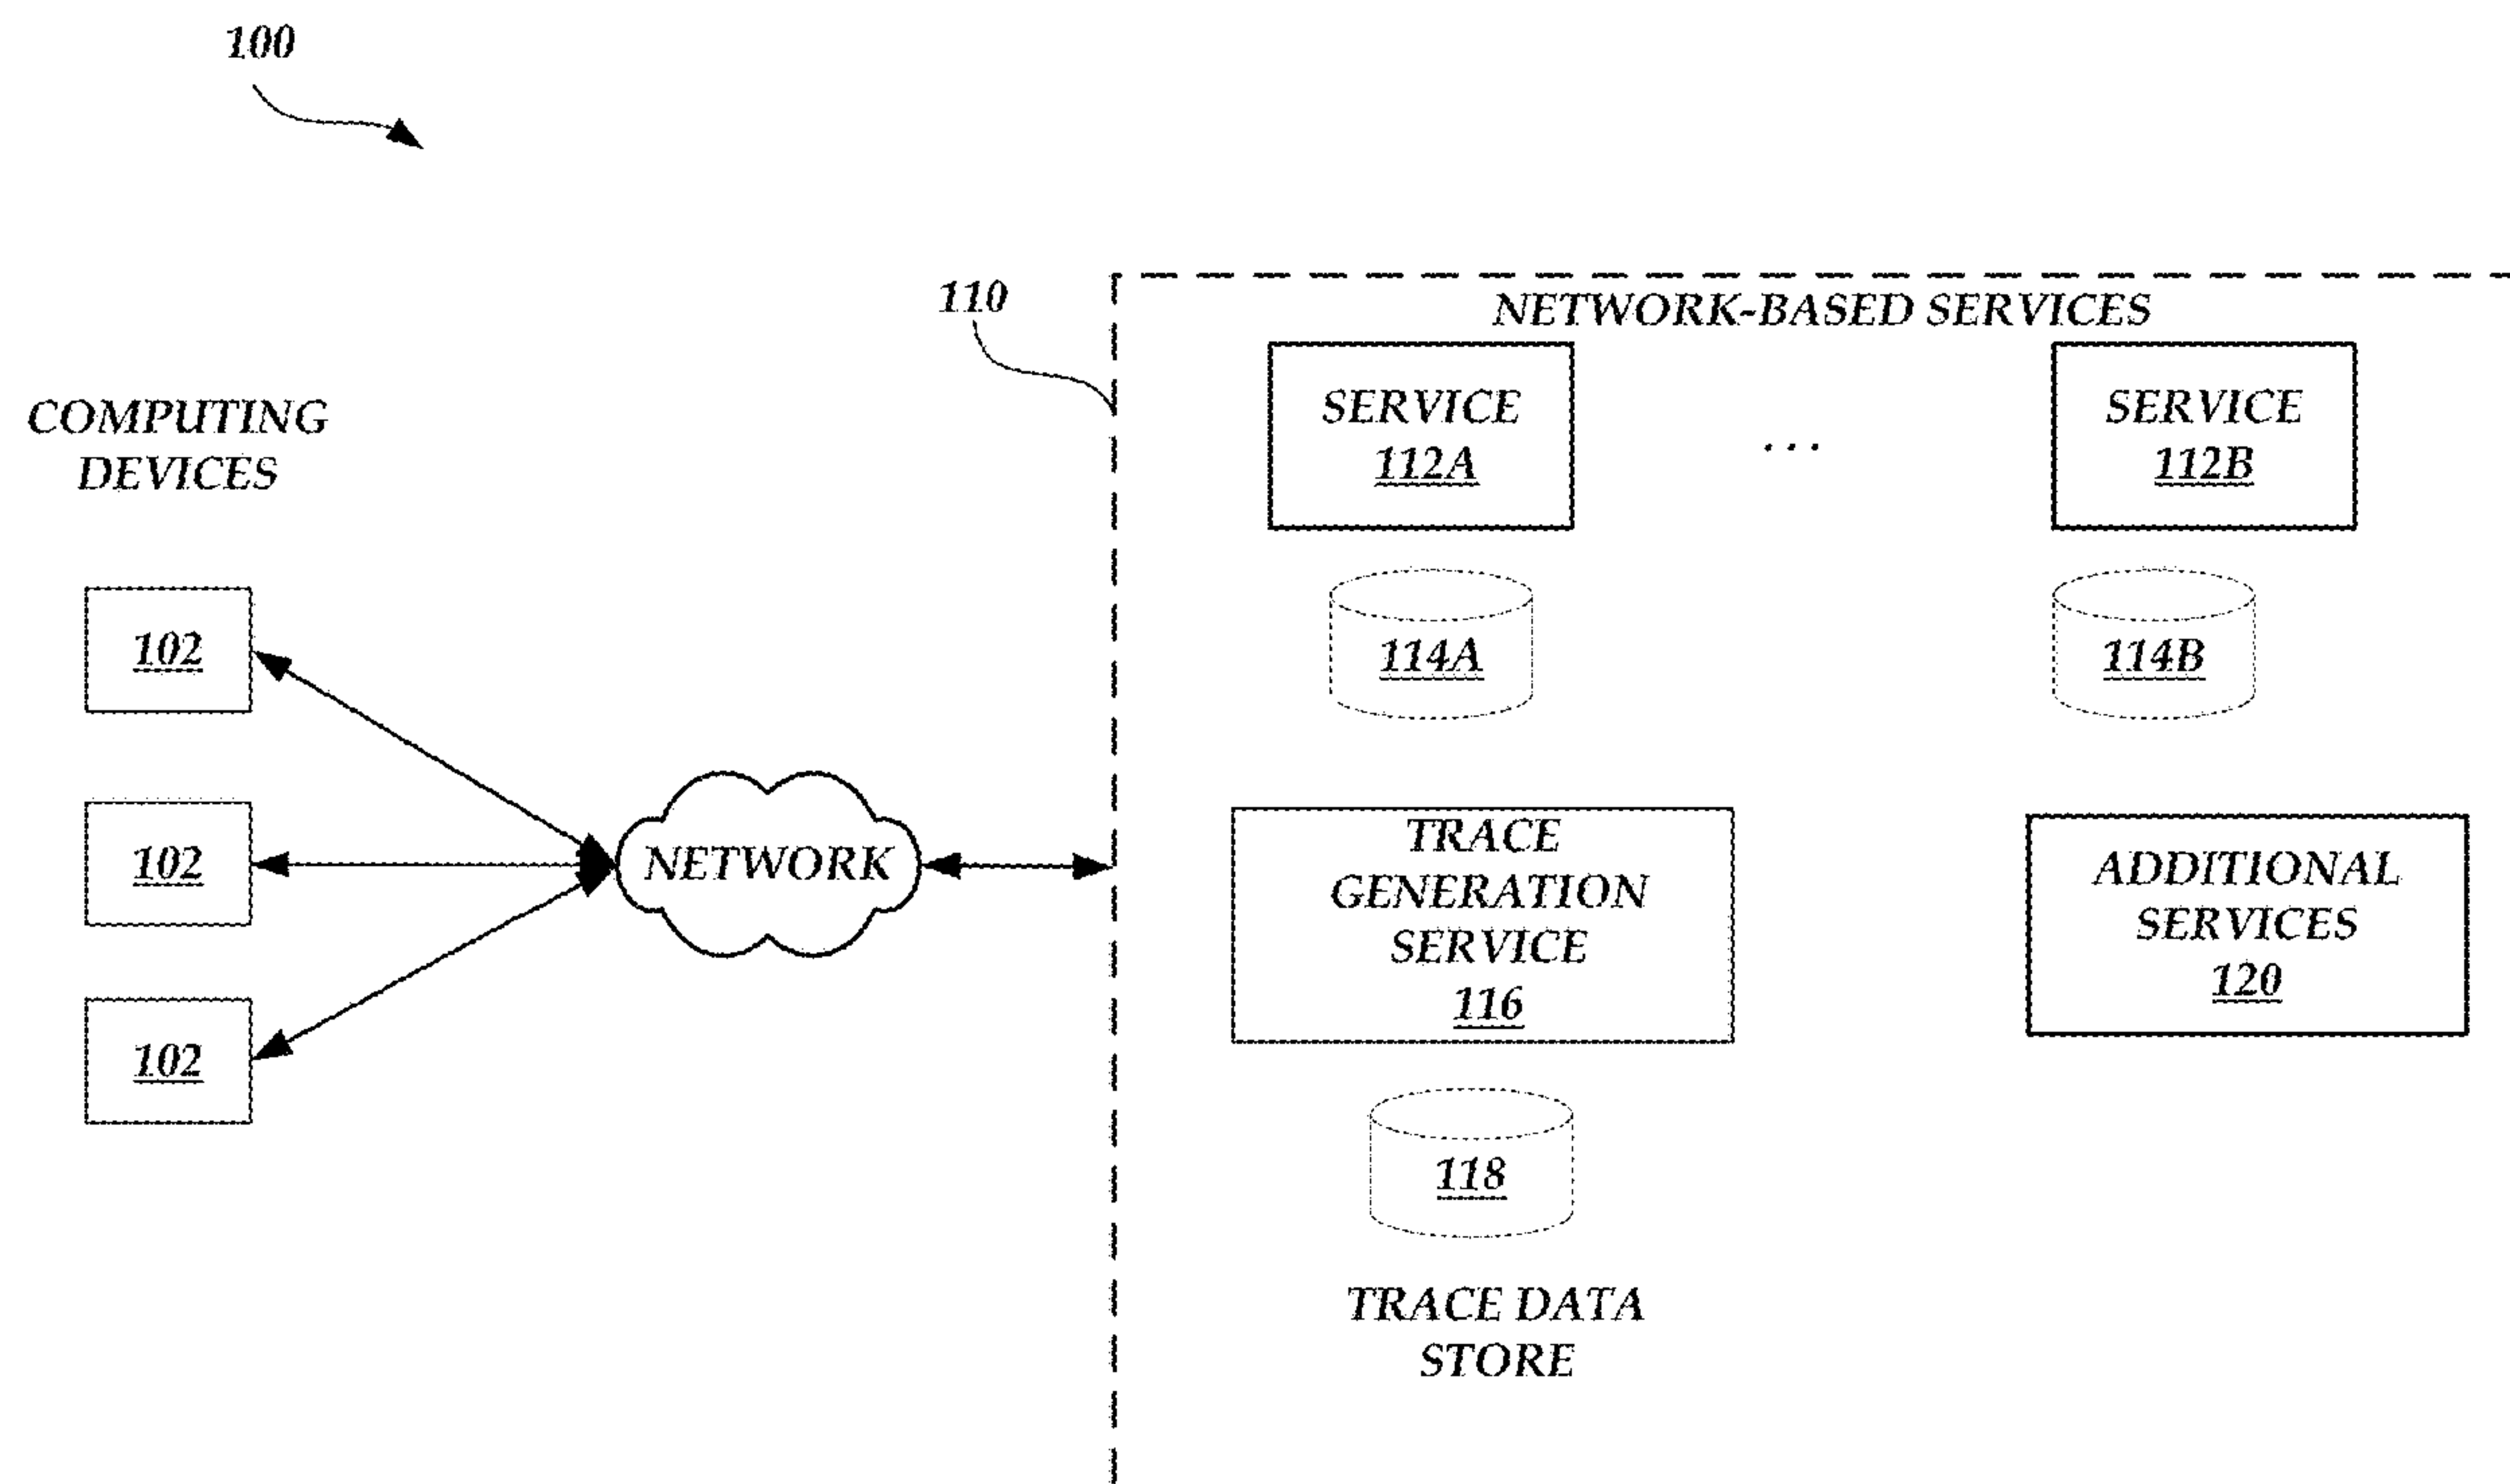 100
110
NETWORK-BASED SERVICES
SERVICE
112A
...
SERVICE
112B
COMPUTING
DEVICES
114A
114B
102
102
102
NETWORK
TRACE
GENERATION
SERVICE
116
ADDITIONAL
SERVICES
120
118
TRACE DATA
STORE